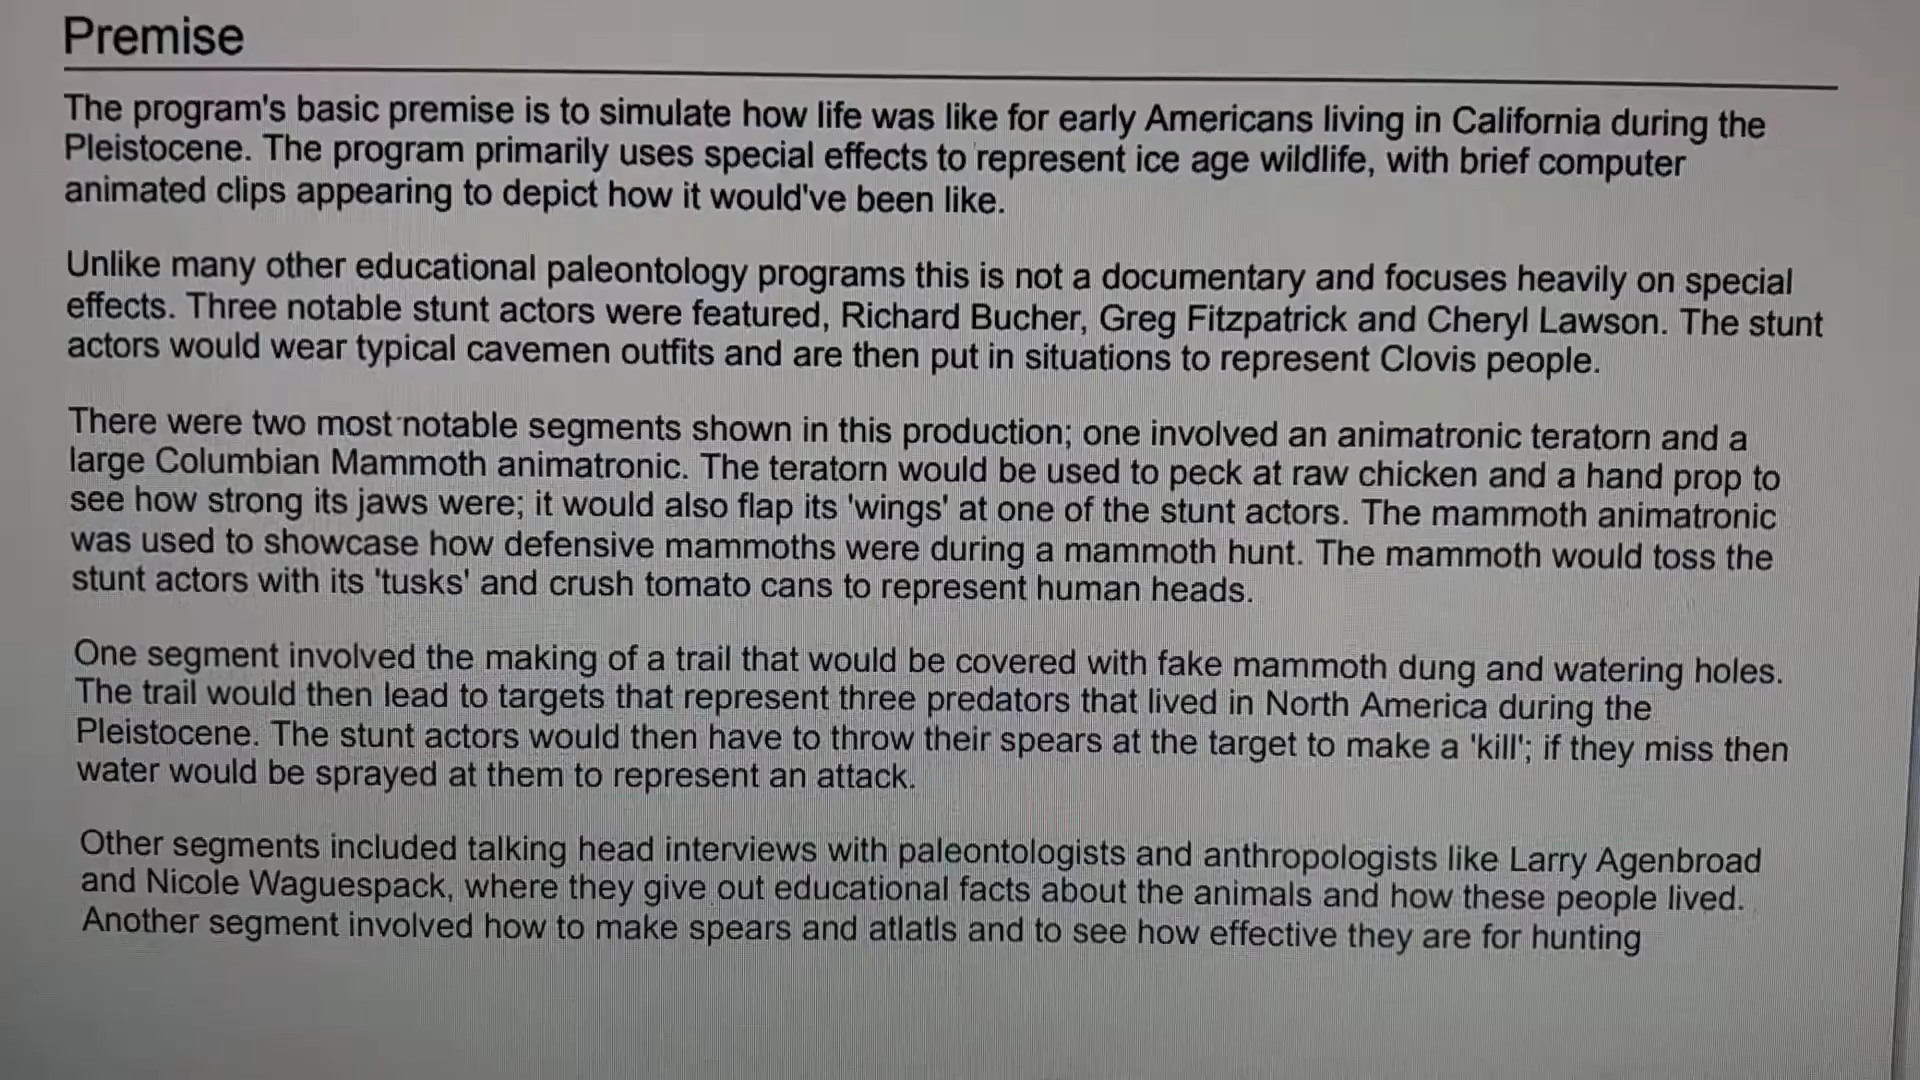 Premise
The program's basic premise is to simulate how life was like for early Americans living in California during the
Pleistocene. The program primarily uses special effects to represent ice age wildlife, with brief computer
animated clips appearing to depict how it would've been like.
Unlike many other educational paleontology programs this is not a documentary and focuses heavily on special
effects. Three notable stunt actors were featured, Richard Bucher, Greg Fitzpatrick and Cheryl Lawson. The stunt
actors would wear typical cavemen outfits and are then put in situations to represent Clovis people.
There were two most notable segments shown in this production; one involved an animatronic teratorn and a
large Columbian Mammoth animatronic. The teratorn would be used to peck at raw chicken and a hand prop to
see how strong its jaws were; it would also flap its 'wings' at one of the stunt actors. The mammoth animatronic
was used to showcase how defensive mammoths were during a mammoth hunt. The mammoth would toss the
stunt actors with its 'tusks' and crush tomato cans to represent human heads.
One segment involved the making of a trail that would be covered with fake mammoth dung and watering holes.
The trail would then lead to targets that represent three predators that lived in North America during the
Pleistocene. The stunt actors would then have to throw their spears at the target to make a 'kill'; if they miss then
water would be sprayed at them to represent an attack.
Other segments included talking head interviews with paleontologists and anthropologists like Larry Agenbroad
and Nicole Waguespack, where they give out educational facts about the animals and how these people lived.
Another segment involved how to make spears and atlatls and to see how effective they are for hunting